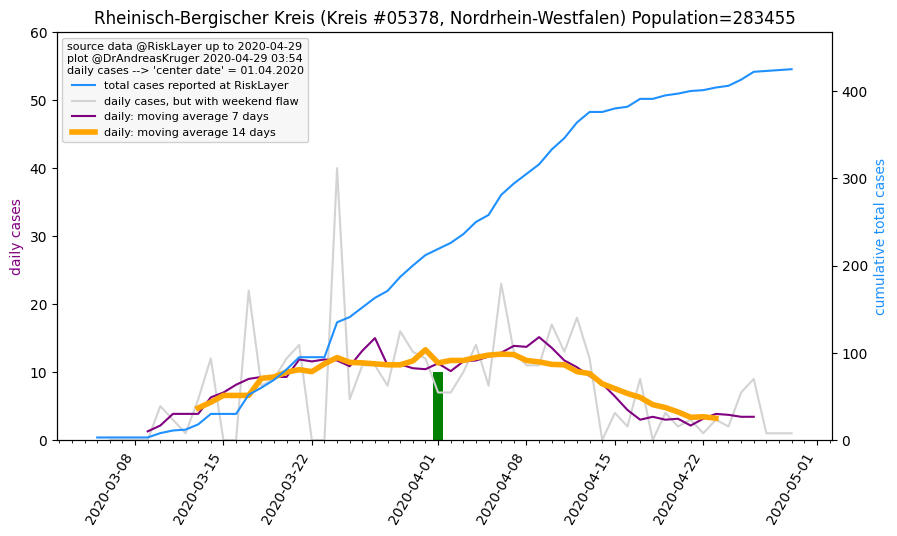 Rheinisch-Bergischer Kreis (Kreis #05378, Nordrhein-Westfalen) Population=283455
source data @RiskLayer up to 2020-04-29
plot @DrAndreasKruger 2020-04-29 03:54
daily cases --> 'center date' = 01.04.2020
total cases reported at RiskLayer
daily cases, but with weekend flaw
daily: moving average 7 days
daily: moving average 14 days
daily cases
60
50
40
30
20
10
0
cumulative total cases
400
300
200
100
0
2020-03-08
2020-03-15
2020-03-22
2020-04-01
2020-04-08
2020-04-15
2020-04-22
2020-05-01